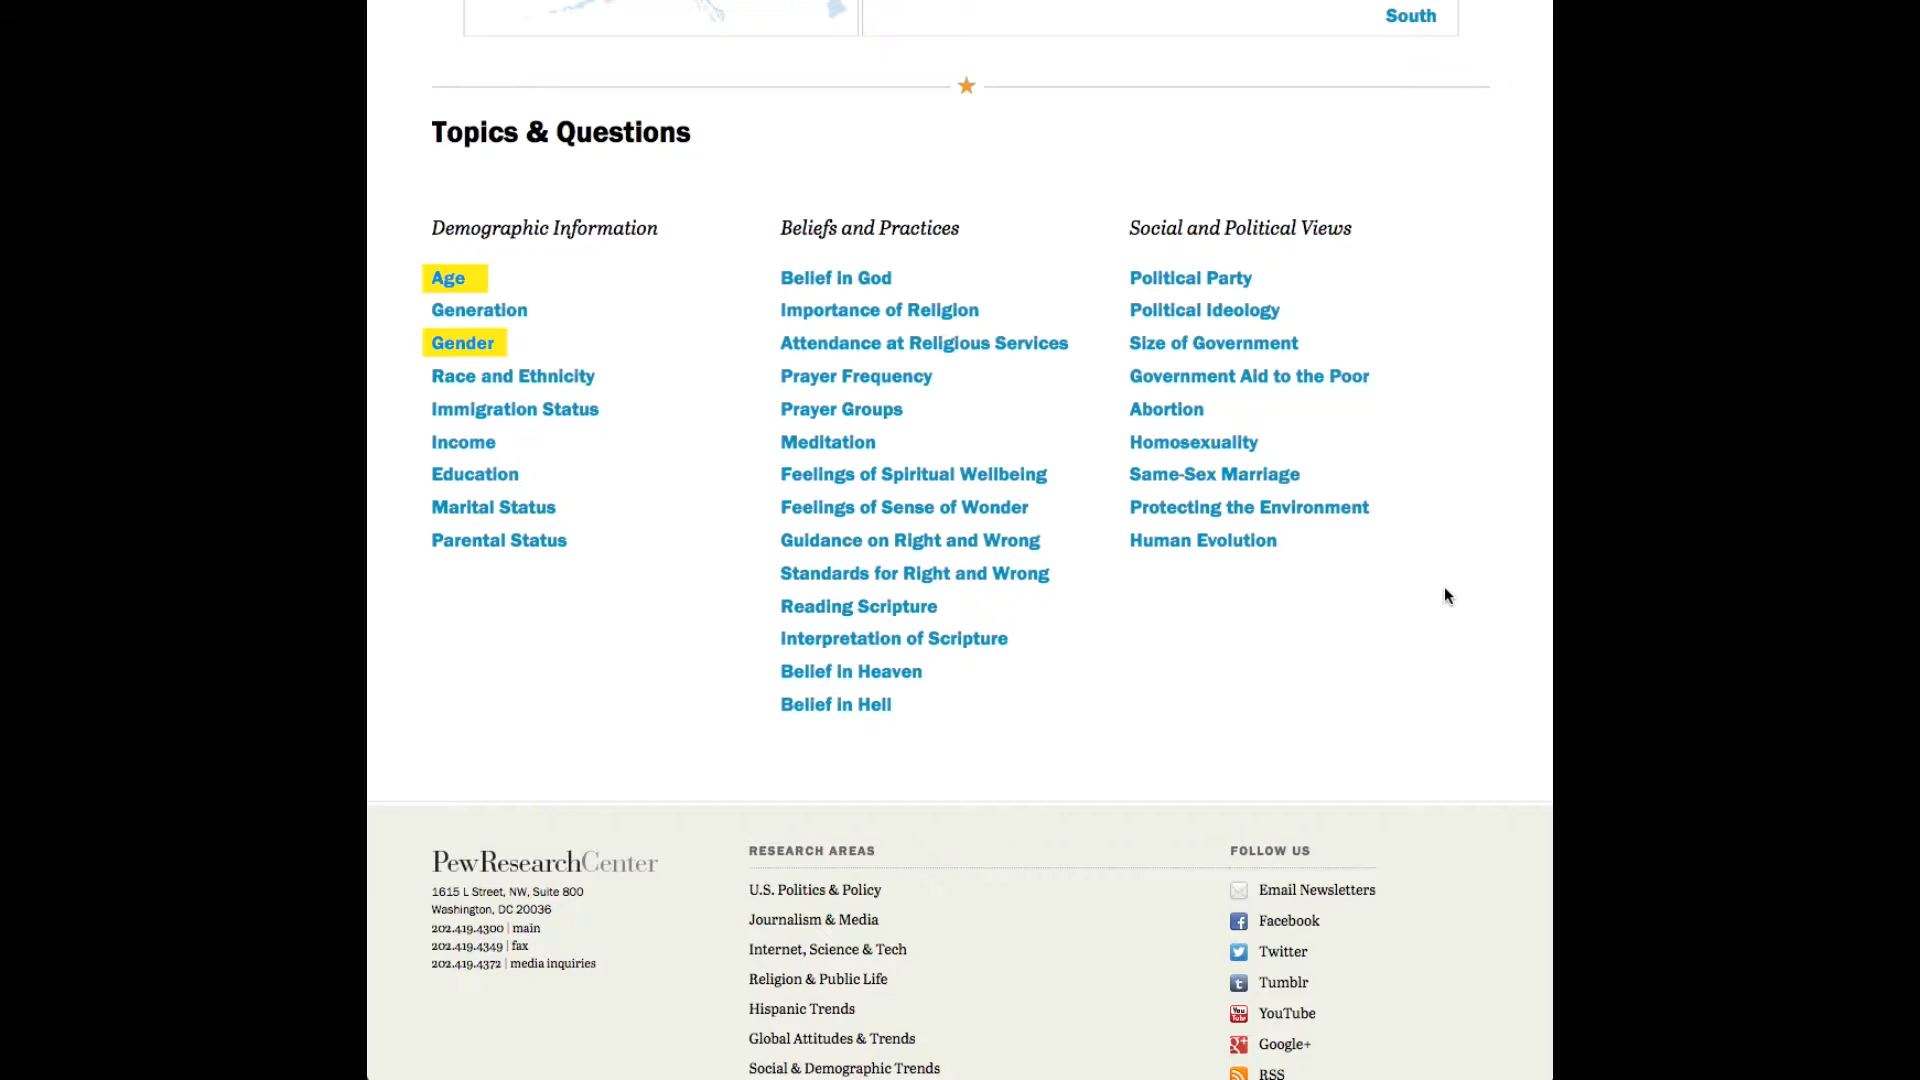 South
Topics & Questions
Demographic Information
Age
Generation
Gender
Race and Ethnicity
Immigration Status
Income
Education
Marital Status
Parental Status
Beliefs and Practices
Belief in God
Importance of Religion
Attendance at Religious Services
Prayer Frequency
Prayer Groups
Meditation
Feelings of Spiritual Wellbeing
Feelings of Sense of Wonder
Guidance on Right and Wrong
Standards for Right and Wrong
Reading Scripture
Interpretation of Scripture
Belief in Heaven
Belief in Hell
Social and Political Views
Political Party
Political Ideology
Size of Government
Government Aid to the Poor
Abortion
Homosexuality
Same-Sex Marriage
Protecting the Environment
Human Evolution
PewResearchCenter
1615 L Street, NW, Suite 800
Washington, DC 20036
202.419.4300 | main
202.419.4349 | fax
202.419.4372 | media inquiries
RESEARCH AREAS
U.S. Politics & Policy
Journalism & Media
Internet, Science & Tech
Religion & Public Life
Hispanic Trends
Global Attitudes & Trends
Social & Demographic Trends
FOLLOW US
Email Newsletters
Facebook
Twitter
Tumblr
YouTube
Google+
RSS